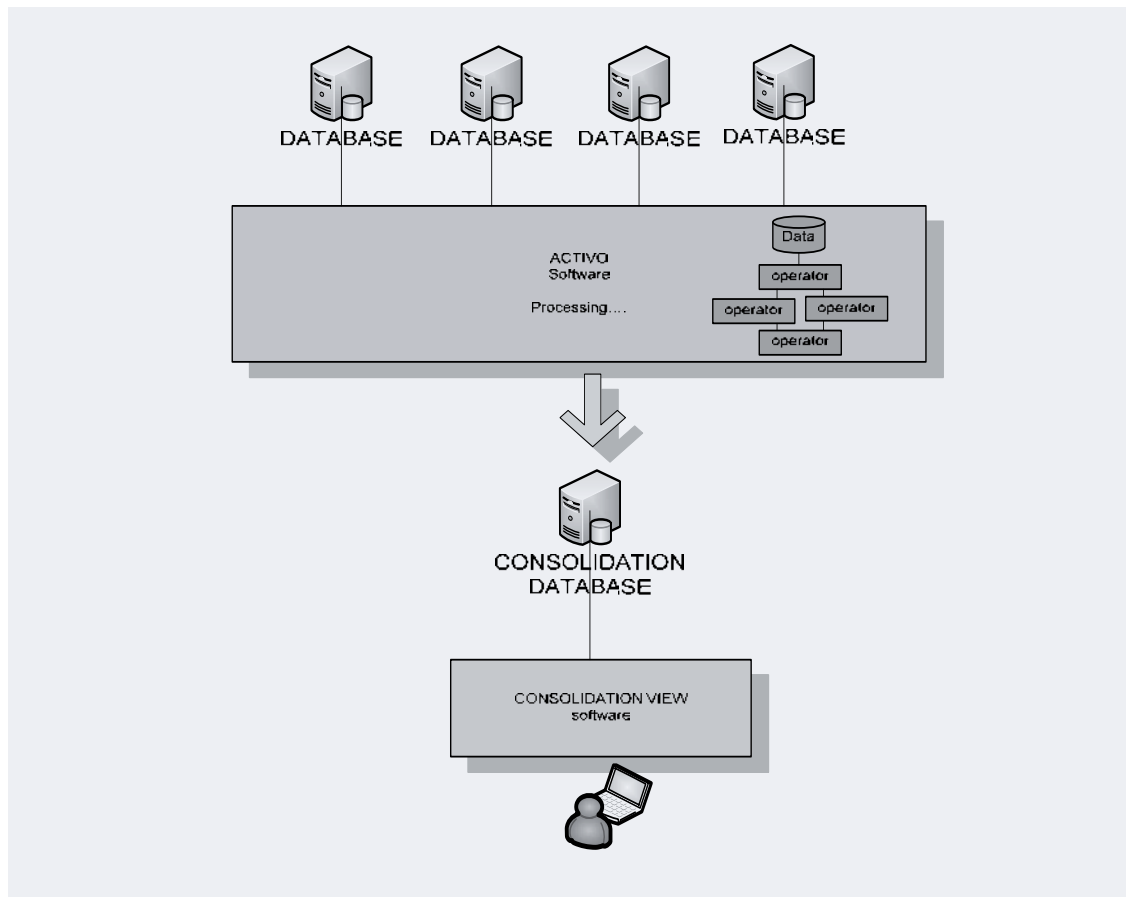 DATABASE DATABASE DATABASE DATABASE
ACTIVO
Software
Processing....
Data
operator
operator operator
operator
CONSOLIDATION
DATABASE
CONSOLIDATION VIEW
software